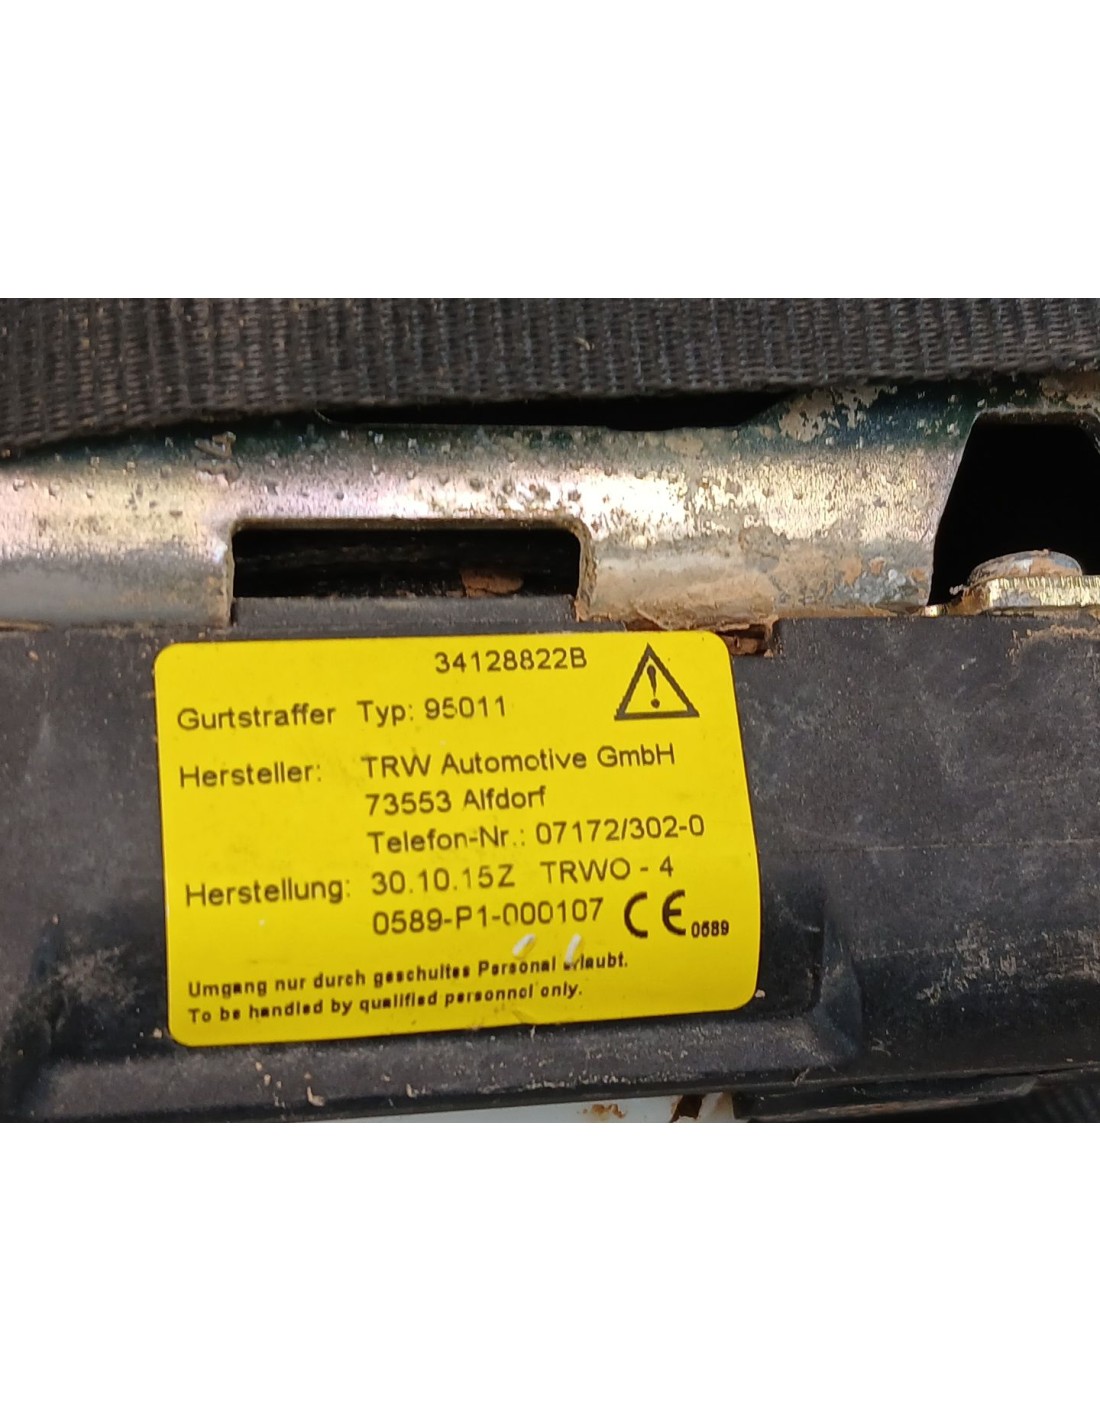 34128822B
Gurtstraffer Typ: 95011
Hersteller: TRW Automotive GmbH
73553 Alfdorf
Telefon-Nr.: 07172/302-0
Herstellung: 30.10.15Z TRWO - 4
0589-P1-000107 CE 0589
Umgang nur durch geschultes Personal erlaubt.
To be handled by qualified personnel only.